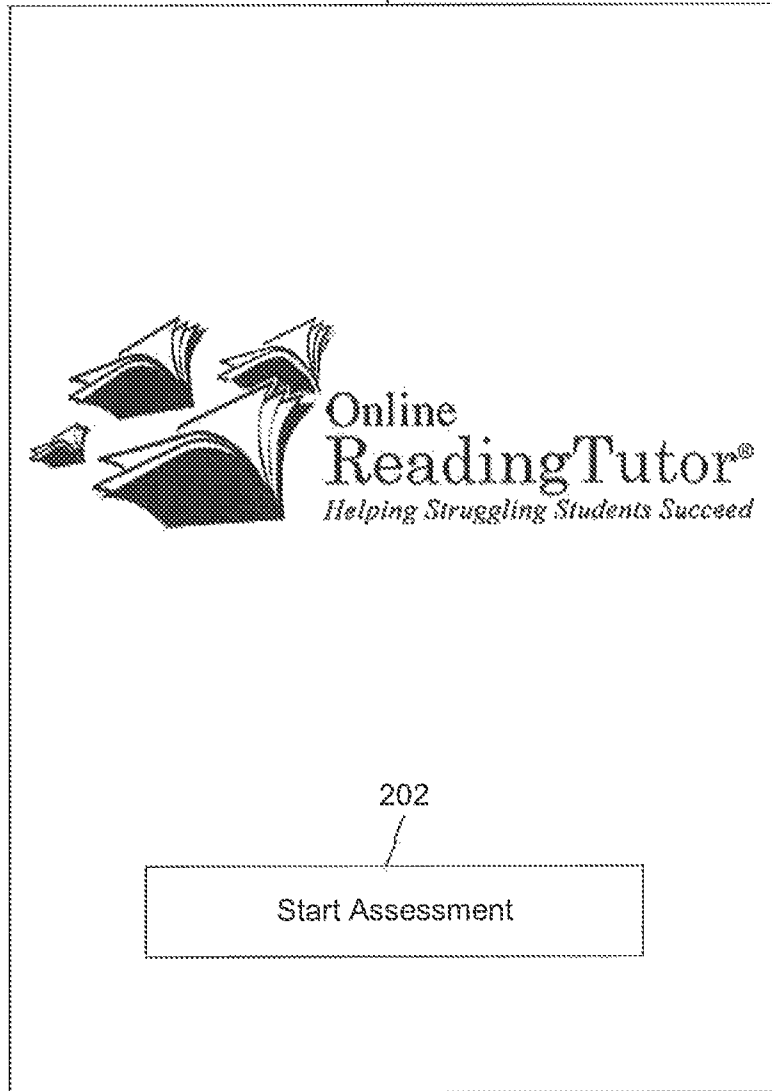 Online
ReadingTutor®
Helping Struggling Students Succeed
202
Start Assessment